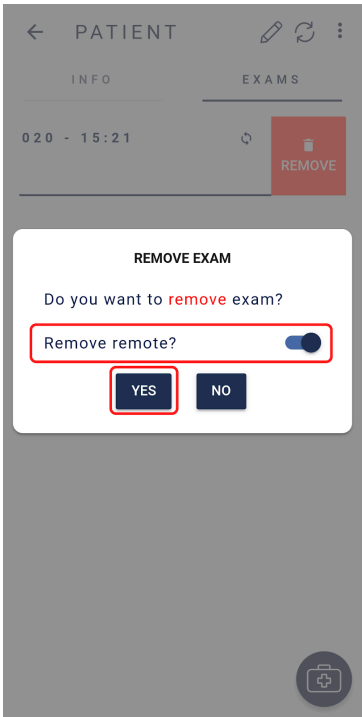 PATIENT
INFO
EXAMS
020 - 15:21
REMOVE
REMOVE EXAM
Do you want to remove exam?
Remove remote?
YES
NO